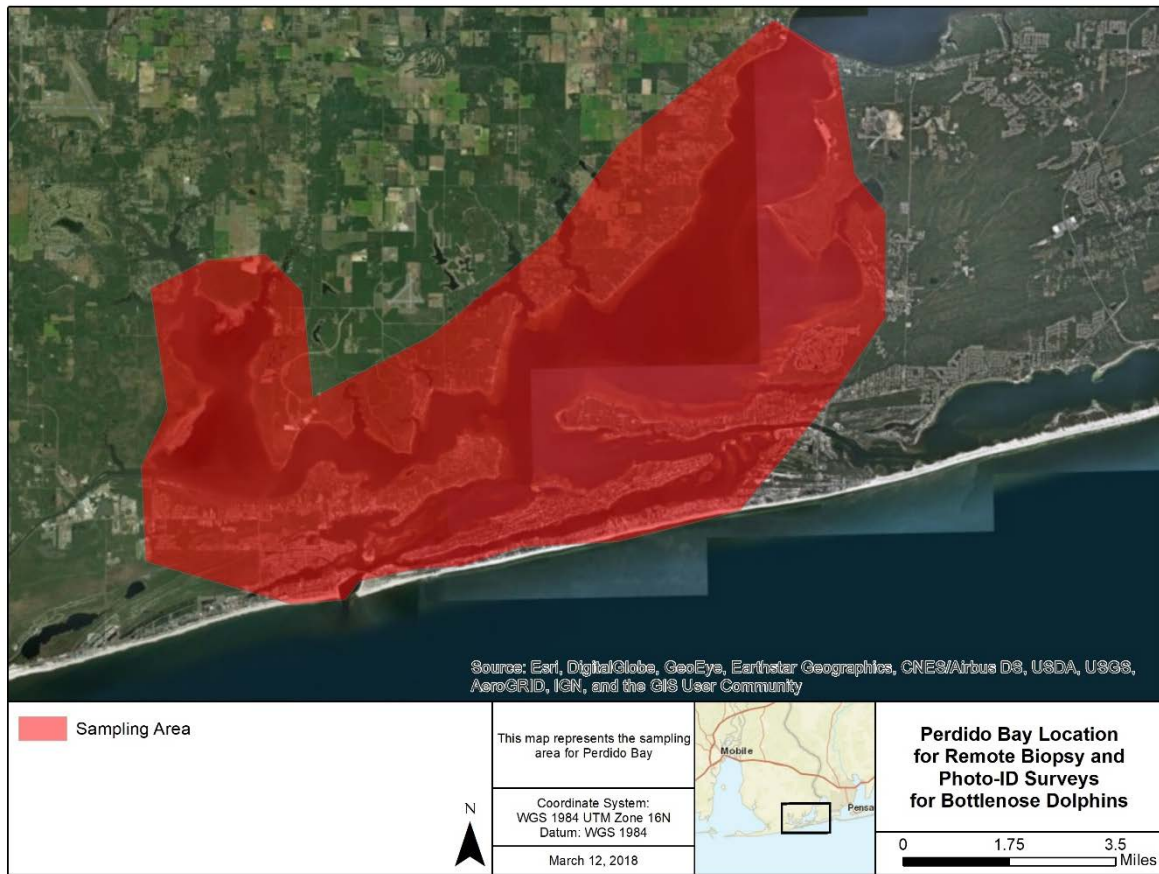 Source: Esri, DigitalGlobe, GeoEye, Earthstar Geographics, CNES/Airbus DS, USDA, USGS,
AeroGRID, IGN, and the GIS User Community
Sampling Area
N
This map represents the sampling
area for Perdido Bay
Coordinate System:
WGS 1984 UTM Zone 16N
Datum: WGS 1984
March 12, 2018
Mobile
Pensa
Perdido Bay Location
for Remote Biopsy and
Photo-ID Surveys
for Bottlenose Dolphins
0 1.75 3.5
Miles